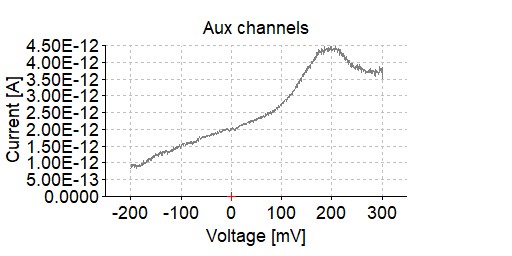 Aux channels
4.50E-12
4.00E-12
3.50E-12
3.00E-12
2.50E-12
2.00E-12
1.50E-12
1.00E-12
5.00E-13
0.0000
Current [A]
-200 -100 0 100 200 300
Voltage [mV]